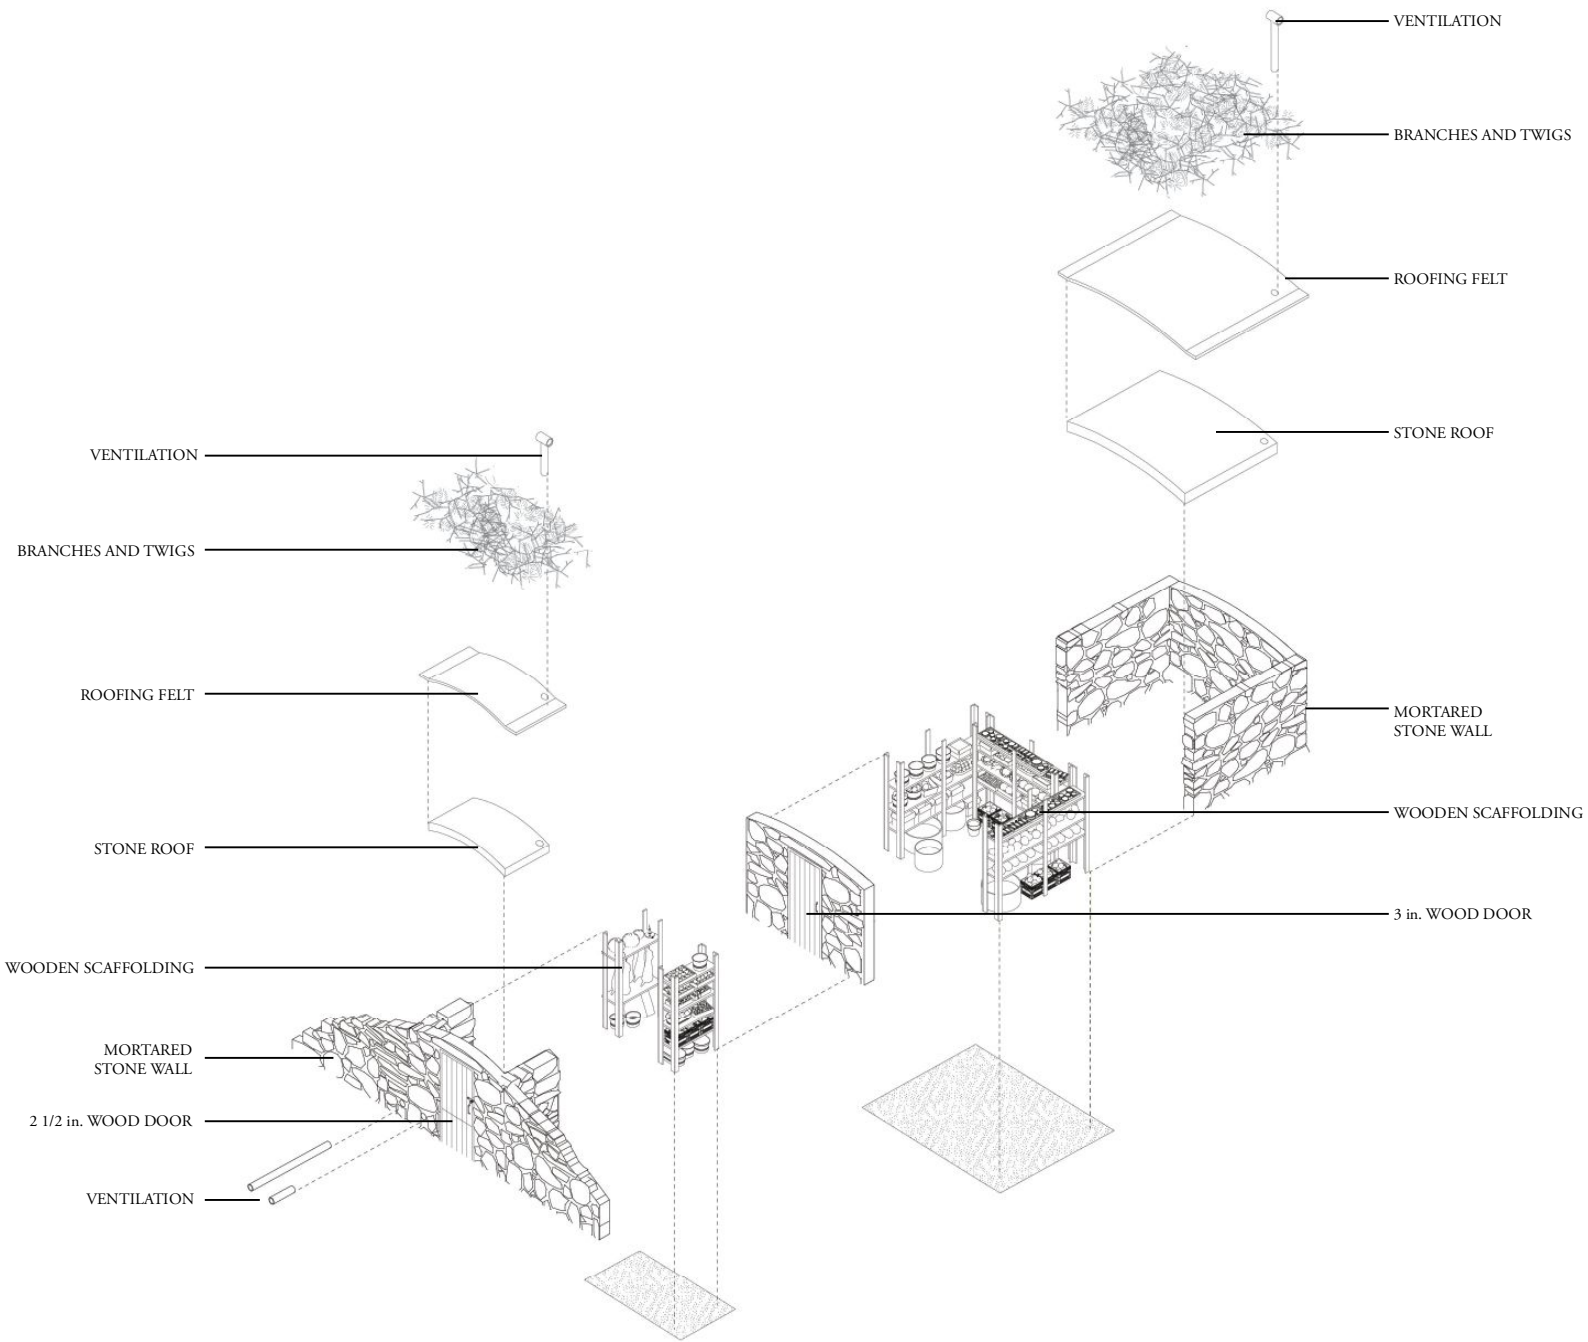 VENTILATION
BRANCHES AND TWIGS
ROOFING FELT
STONE ROOF
MORTARED
STONE WALL
WOODEN SCAFFOLDING
3 in. WOOD DOOR
VENTILATION
BRANCHES AND TWIGS
ROOFING FELT
STONE ROOF
WOODEN SCAFFOLDING
MORTARED
STONE WALL
2 1/2 in. WOOD DOOR
VENTILATION